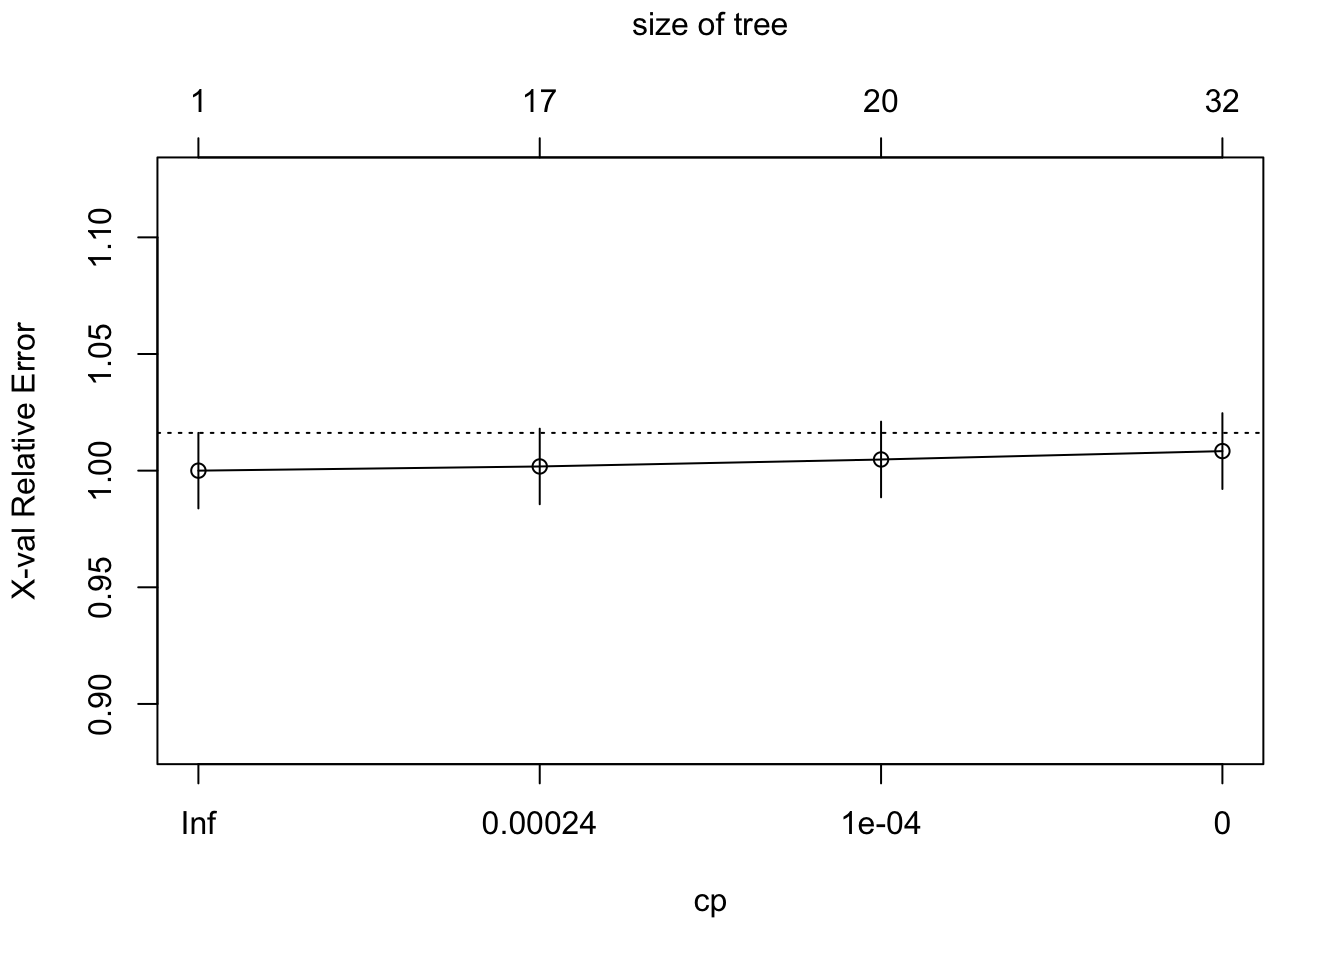 size of tree
1 17 20 32
1.10
1.05
1.00
0.95
0.90
X-val Relative Error
Inf 0.00024 1e-04 0
cp